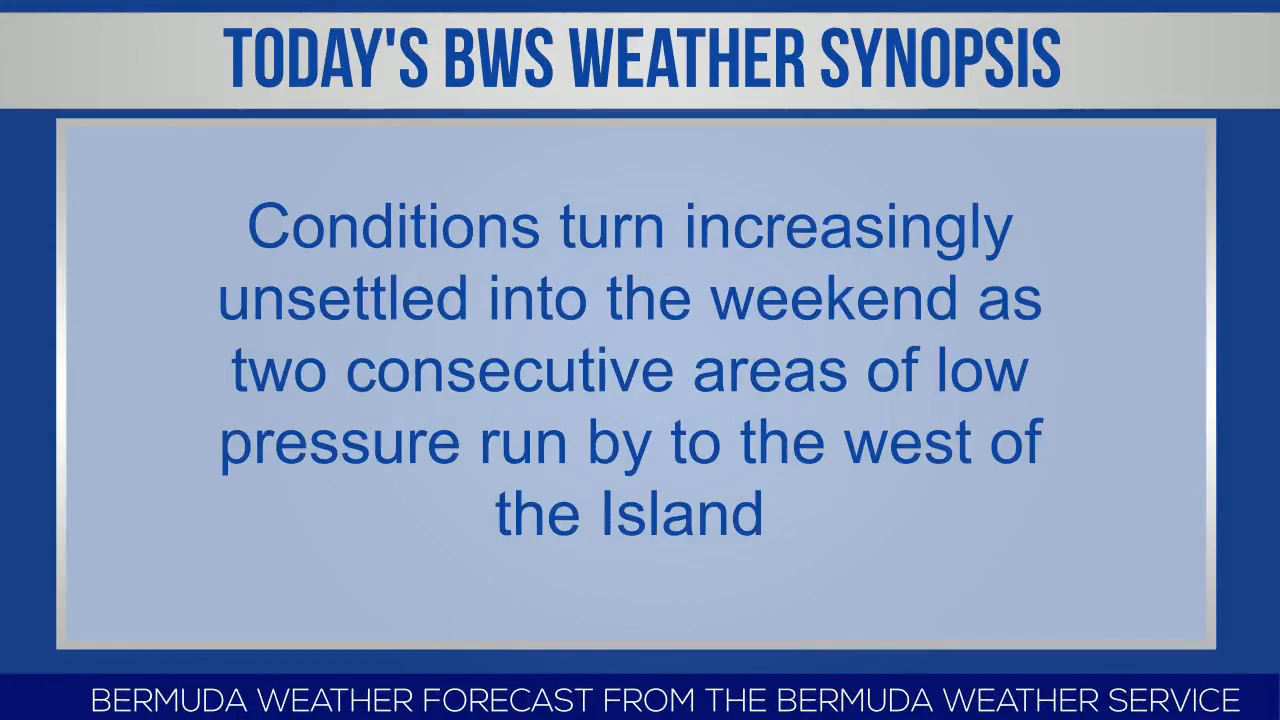 TODAY'S BWS WEATHER SYNOPSIS
Conditions turn increasingly
unsettled into the weekend as
two consecutive areas of low
pressure run by to the west of
the Island
BERMUDA WEATHER FORECAST FROM THE BERMUDA WEATHER SERVICE